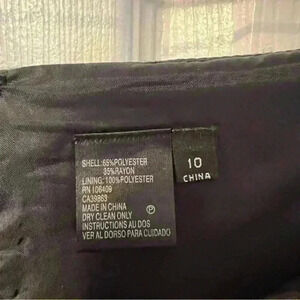 SHELL:65%POLYESTER
35%RAYON
LINING: 100%POLYESTER
RN 106409
CA39863
MADE IN CHINA
DRY CLEAN ONLY
INSTRUCTIONS AU DOS
VER AL DORSO PARA CUIDADO
P
10
CHINA